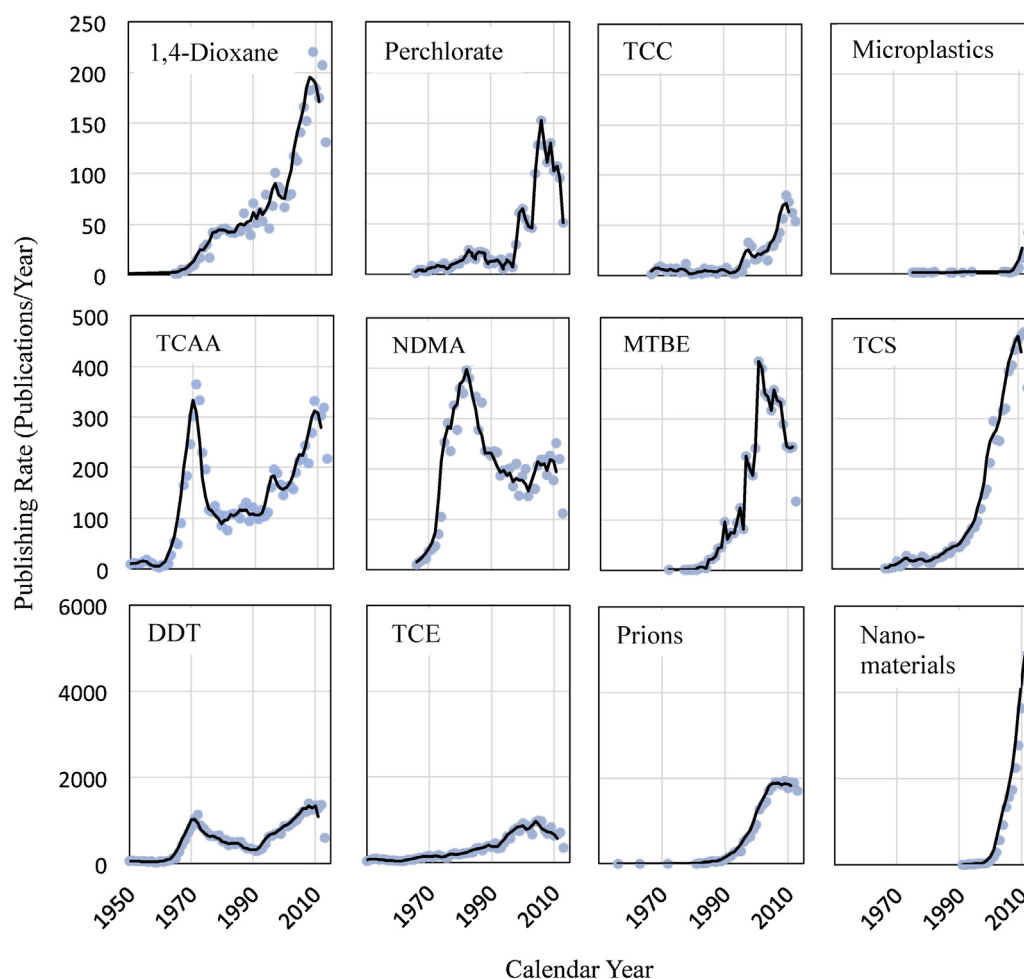 Publishing Rate (Publications/Year)
250
200
150
100
50
0
1,4-Dioxane
Perchlorate
TCC
Microplastics
500
400
300
200
100
0
TCAA
NDMA
MTBE
TCS
6000
4000
2000
0
DDT
TCE
Prions
Nano-
materials
1950 1970 1990 2010
1970 1990 2010
1970 1990 2010
1970 1990 2010
Calendar Year